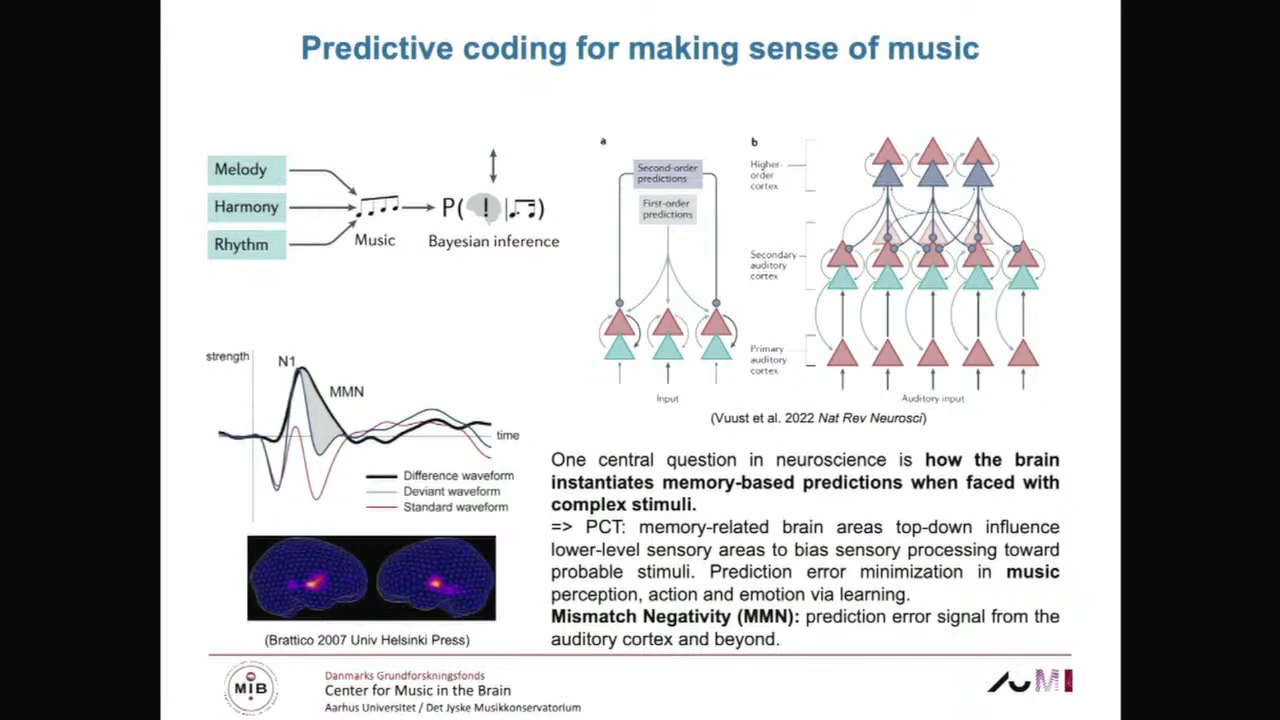 Predictive coding for making sense of music
Melody
Harmony
Rhythm
Music
P( ! | )
Bayesian inference
a
Second-order
predictions
First-order
predictions
Input
b
Higher-
order
cortex
Secondary
auditory
cortex
Primary
auditory
cortex
Auditory input
(Vuust et al. 2022 Nat Rev Neurosci)
strength
N1
MMN
time
Difference waveform
Deviant waveform
Standard waveform
(Brattico 2007 Univ Helsinki Press)
One central question in neuroscience is how the brain
instantiates memory-based predictions when faced with
complex stimuli.
=> PCT: memory-related brain areas top-down influence
lower-level sensory areas to bias sensory processing toward
probable stimuli. Prediction error minimization in music
perception, action and emotion via learning.
Mismatch Negativity (MMN): prediction error signal from the
auditory cortex and beyond.
MIB
Danmarks Grundforskningsfonds
Center for Music in the Brain
Aarhus Universitet / Det Jyske Musikkonservatorium